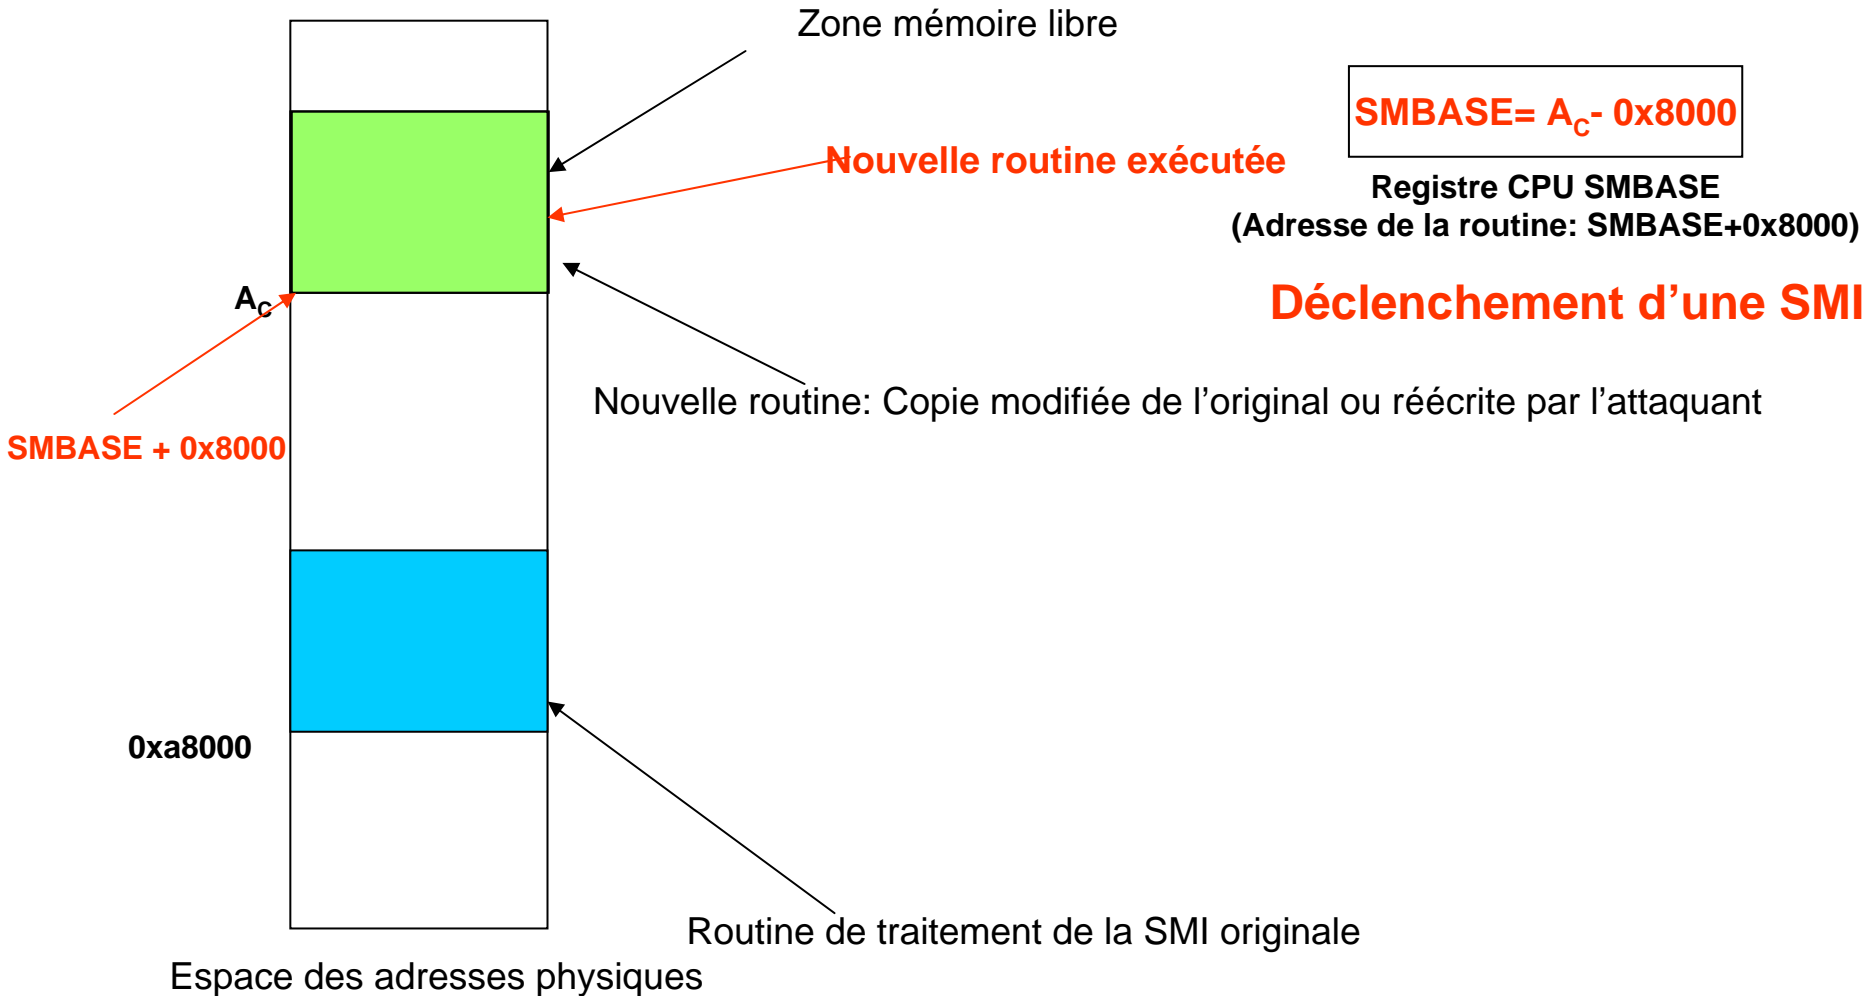 Zone mémoire libre
SMBASE= AC- 0x8000
Nouvelle routine exécutée
Registre CPU SMBASE
(Adresse de la routine: SMBASE+0x8000)
AC
Déclenchement d’une SMI
Nouvelle routine: Copie modifiée de l’original ou réécrite par l’attaquant
SMBASE + 0x8000
0xa8000
Routine de traitement de la SMI originale
Espace des adresses physiques